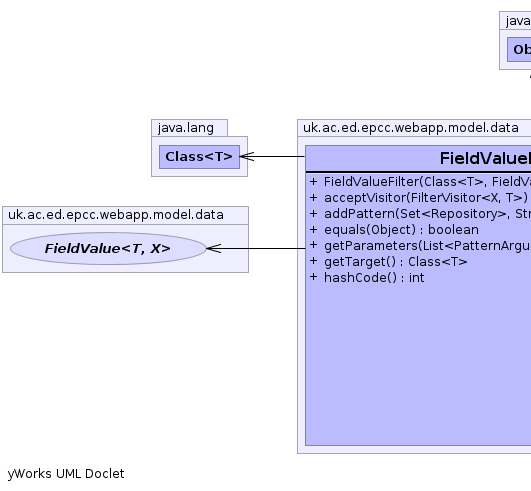 java
Ob
java.lang
Class<T>
uk.ac.ed.epcc.webapp.model.data
FieldValue<T, X>
uk.ac.ed.epcc.webapp.model.data
FieldValue
+ FieldValueFilter(Class<T>, FieldVa
+ acceptVisitor(FilterVisitor<X, T>)
+ addPattern(Set<Repository>, Str
+ equals(Object) : boolean
+ getParameters(List<PatternArgu
+ getTarget() : Class<T>
+ hashCode() : int
yWorks UML Doclet